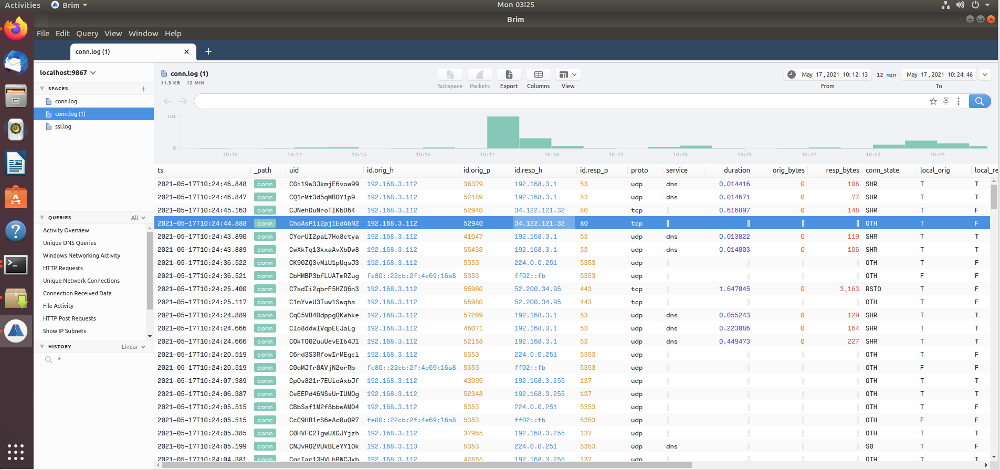 Activities Brim Mon 03:25
Brim
File Edit Query View Window Help
conn.log (1)
localhost:9867
SPACES
conn.log
conn.log (1)
ssl.log
QUERIES All
Activity Overview
Unique DNS Queries
Windows Networking Activity
HTTP Requests
Unique Network Connections
Connection Received Data
File Activity
HTTP Post Requests
Show IP Subnets
HISTORY Linear
*
conn.log (1)
11.3 KB 12 MIN
Subspace Packets Export Columns View
May 17 , 2021 10:12:13 12 min May 17 , 2021 10:24:46
From To
101
0
10:13 10:14 10:15 10:16 10:17 10:18 10:19 10:20 10:21 10:22 10:23 10:24
ts _path uid id.orig_h id.orig_p id.resp_h id.resp_p proto service duration orig_bytes resp_bytes conn_state local_orig local_re
2021-05-17T10:24:46.848 conn CGi19w3JkmjE6vow99 192.168.3.112 36379 192.168.3.1 53 udp dns 0.014416 0 106 SHR T T
2021-05-17T10:24:46.847 conn CQ1rMt3d5qMBOY1p9 192.168.3.112 52189 192.168.3.1 53 udp dns 0.014671 0 77 SHR T T
2021-05-17T10:24:45.163 conn CJNehDuNroTIKbD64 192.168.3.112 52940 34.122.121.32 80 tcp 0.616897 0 148 SHR T F
2021-05-17T10:24:44.888 conn ChoAsP1i2pj1EdAbN2 192.168.3.112 52940 34.122.121.32 80 tcp OTH T F
2021-05-17T10:24:43.890 conn CYorUI2paL7Ho8ctya 192.168.3.112 41047 192.168.3.1 53 udp dns 0.013822 0 119 SHR T T
2021-05-17T10:24:43.889 conn CwXkTq13kxaAvXbDw8 192.168.3.112 55433 192.168.3.1 53 udp dns 0.014003 0 106 SHR T T
2021-05-17T10:24:36.522 conn CK90ZQ3vMlU1pUqsJ3 192.168.3.112 5353 224.0.0.251 5353 udp OTH T F
2021-05-17T10:24:36.521 conn CbHMBP3bfLUATmRZug fe80::22cb:2f:4e69:16a8 5353 ff02::fb 5353 udp OTH F F
2021-05-17T10:24:25.400 conn C7adIi2qbrF5HZQ6n3 192.168.3.112 55980 52.200.34.95 443 tcp 1.647045 0 3,163 RSTO T F
2021-05-17T10:24:25.117 conn C1mYveU3Tuw1Swqha 192.168.3.112 55980 52.200.34.95 443 tcp OTH T F
2021-05-17T10:24:24.889 conn CqC5VB4DdppgQKwhke 192.168.3.112 57269 192.168.3.1 53 udp dns 0.055243 0 129 SHR T T
2021-05-17T10:24:24.666 conn CIo8ddwIVqpEEJaLg 192.168.3.112 46071 192.168.3.1 53 udp dns 0.223086 0 164 SHR T T
2021-05-17T10:24:24.666 conn COkTO02uuUevEIb4Jl 192.168.3.112 52158 192.168.3.1 53 udp dns 0.449473 0 227 SHR T T
2021-05-17T10:24:20.519 conn C6rd3S3RfowIrMEgcl 192.168.3.112 5353 224.0.0.251 5353 udp OTH T F
2021-05-17T10:24:20.519 conn C0oMJfr0AVjN2orRb fe80::22cb:2f:4e69:16a8 5353 ff02::fb 5353 udp OTH F F
2021-05-17T10:24:07.389 conn CpOs821r7EUioAxbJf 192.168.3.112 43999 192.168.3.255 137 udp OTH T T
2021-05-17T10:24:06.387 conn CeEEPd46NSsUrIUMOg 192.168.3.112 52348 192.168.3.255 137 udp OTH T T
2021-05-17T10:24:05.515 conn CBbSaf1M2f8bbwAM04 192.168.3.112 5353 224.0.0.251 5353 udp OTH T F
2021-05-17T10:24:05.515 conn CcC9HB1rS6eAc0uOR7 fe80::22cb:2f:4e69:16a8 5353 ff02::fb 5353 udp OTH F F
2021-05-17T10:24:05.385 conn C0HVFC2TgwUXGJYjzh 192.168.3.112 37965 192.168.3.255 137 udp OTH T T
2021-05-17T10:24:05.199 conn CNJvRO2VUkBLeYYlOk 192.168.3.113 5353 224.0.0.251 5353 udp dns S0 T F
2021-05-17T10:24:04.381 conn CgcTar13HVLhBWCJxb 192.168.3.112 42855 192.168.3.255 137 udp OTH T T